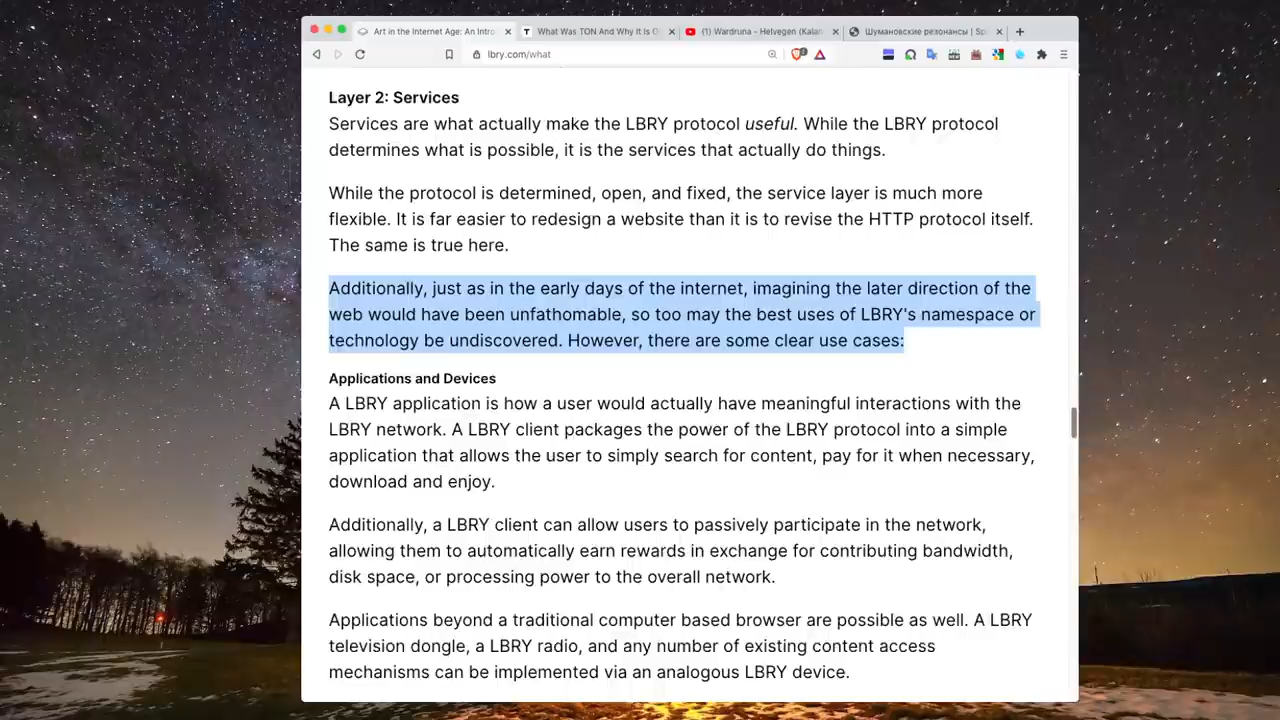 Art in the Internet Age: An Intro
What Was TON And Why It Is O
(1) Wardruna - Helvegen (Kalan
Шумановские резонансы | Sp
lbry.com/what
Layer 2: Services
Services are what actually make the LBRY protocol useful. While the LBRY protocol
determines what is possible, it is the services that actually do things.
While the protocol is determined, open, and fixed, the service layer is much more
flexible. It is far easier to redesign a website than it is to revise the HTTP protocol itself.
The same is true here.
Additionally, just as in the early days of the internet, imagining the later direction of the
web would have been unfathomable, so too may the best uses of LBRY's namespace or
technology be undiscovered. However, there are some clear use cases:
Applications and Devices
A LBRY application is how a user would actually have meaningful interactions with the
LBRY network. A LBRY client packages the power of the LBRY protocol into a simple
application that allows the user to simply search for content, pay for it when necessary,
download and enjoy.
Additionally, a LBRY client can allow users to passively participate in the network,
allowing them to automatically earn rewards in exchange for contributing bandwidth,
disk space, or processing power to the overall network.
Applications beyond a traditional computer based browser are possible as well. A LBRY
television dongle, a LBRY radio, and any number of existing content access
mechanisms can be implemented via an analogous LBRY device.